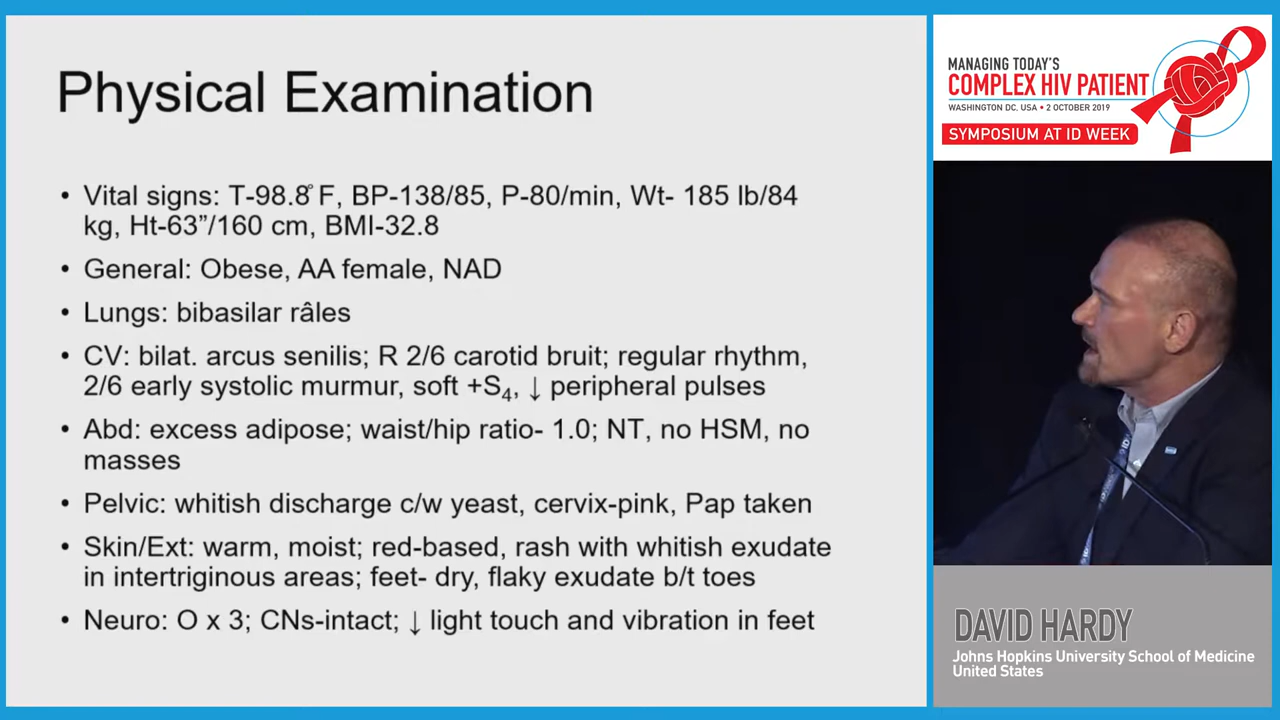 Physical Examination
• Vital signs: T-98.8° F, BP-138/85, P-80/min, Wt- 185 lb/84
kg, Ht-63”/160 cm, BMI-32.8
• General: Obese, AA female, NAD
• Lungs: bibasilar râles
• CV: bilat. arcus senilis; R 2/6 carotid bruit; regular rhythm,
2/6 early systolic murmur, soft +S₄, ↓ peripheral pulses
• Abd: excess adipose; waist/hip ratio- 1.0; NT, no HSM, no
masses
• Pelvic: whitish discharge c/w yeast, cervix-pink, Pap taken
• Skin/Ext: warm, moist; red-based, rash with whitish exudate
in intertriginous areas; feet- dry, flaky exudate b/t toes
• Neuro: O x 3; CNs-intact; ↓ light touch and vibration in feet
MANAGING TODAY'S
COMPLEX HIV PATIENT
WASHINGTON DC, USA • 2 OCTOBER 2019
SYMPOSIUM AT ID WEEK
DAVID HARDY
Johns Hopkins University School of Medicine
United States